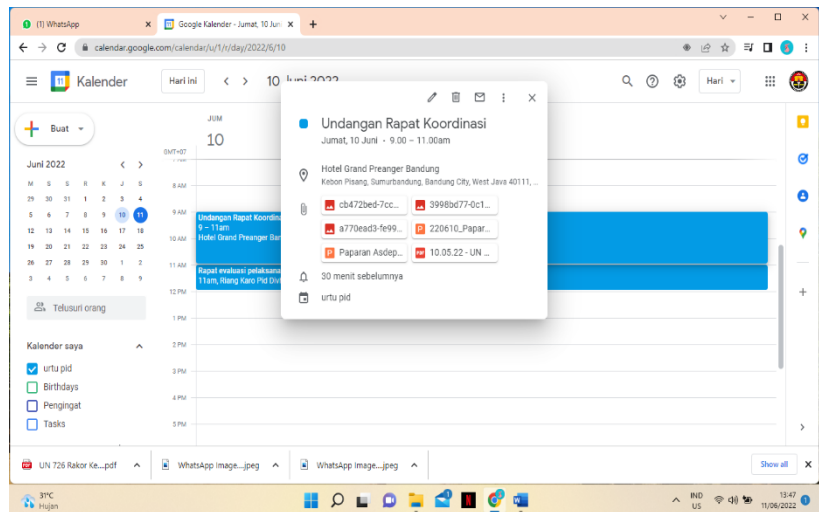 (1) WhatsApp
Google Kalender - Jumat, 10 Jun
calendar.google.com/calendar/u/1/r/day/2022/6/10
Kalender
Hari ini
10 Juni 2022
Hari
Buat
JUM
10
GMT+07
Juni 2022
M S S R K J S
29 30 31 1 2 3 4
5 6 7 8 9 10 11
12 13 14 15 16 17 18
19 20 21 22 23 24 25
26 27 28 29 30 1 2
3 4 5 6 7 8 9
Telusuri orang
Kalender saya
urtu pid
Birthdays
Pengingat
Tasks
8 AM
9 AM
10 AM
11 AM
12 PM
1 PM
2 PM
3 PM
4 PM
5 PM
Undangan Rapat Koordina
9 – 11am
Hotel Grand Preanger Ban
Rapat evaluasi pelaksana
11am, Riang Karo Pid Divi
Undangan Rapat Koordinasi
Jumat, 10 Juni · 9.00 – 11.00am
Hotel Grand Preanger Bandung
Kebon Pisang, Sumurbandung, Bandung City, West Java 40111, ...
cb472bed-7cc...
3998bd77-0c1...
a770ead3-fe99...
220610_Papar...
Paparan Asdep...
10.05.22 - UN ...
30 menit sebelumnya
urtu pid
UN 726 Rakor Ke....pdf
WhatsApp Image....jpeg
WhatsApp Image....jpeg
Show all
31°C
Hujan
IND
US
13:47
11/06/2022